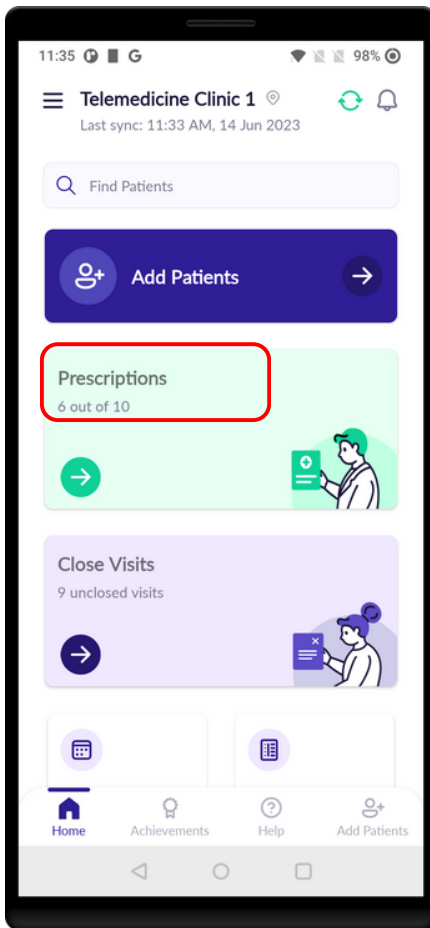 11:35 G 98%
Telemedicine Clinic 1
Last sync: 11:33 AM, 14 Jun 2023
Find Patients
Add Patients
Prescriptions
6 out of 10
Close Visits
9 unclosed visits
Home Achievements Help Add Patients